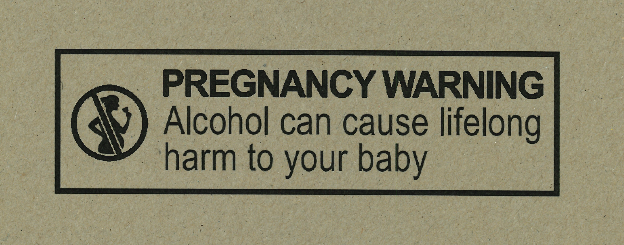 PREGNANCY WARNING
Alcohol can cause lifelong
harm to your baby